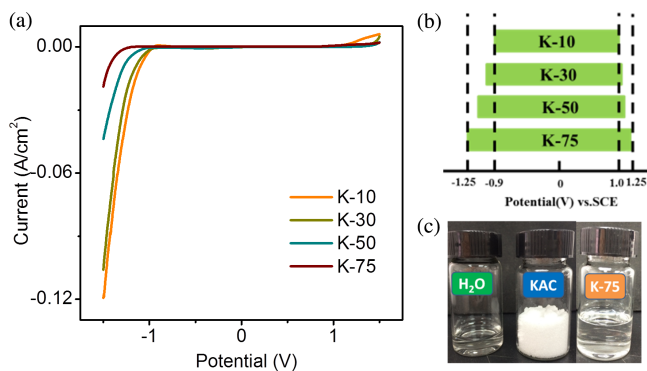 (a)
0.00
-0.06
-0.12
Current (A/cm²)
K-10
K-30
K-50
K-75
-1
0
1
Potential (V)
(b)
K-10
K-30
K-50
K-75
-1.25
-0.9
0
1.0
1.25
Potential(V) vs.SCE
(c)
H₂O
KAC
K-75